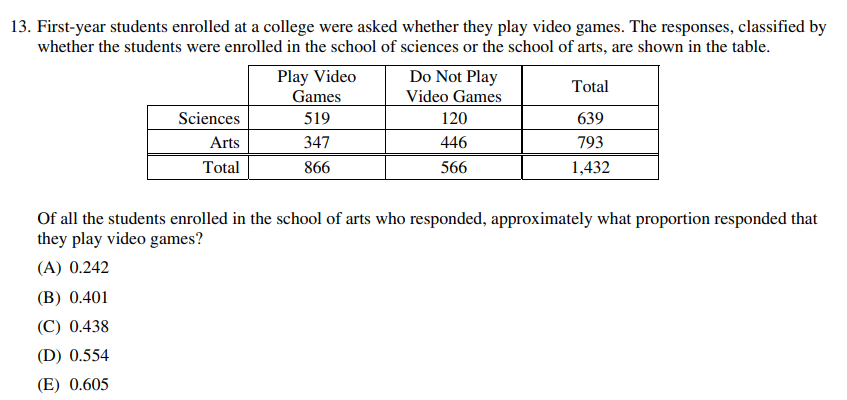 13. First-year students enrolled at a college were asked whether they play video games. The responses, classified by
whether the students were enrolled in the school of sciences or the school of arts, are shown in the table.
Play Video Games Do Not Play Video Games Total
Sciences 519 120 639
Arts 347 446 793
Total 866 566 1,432
Of all the students enrolled in the school of arts who responded, approximately what proportion responded that
they play video games?
(A) 0.242
(B) 0.401
(C) 0.438
(D) 0.554
(E) 0.605